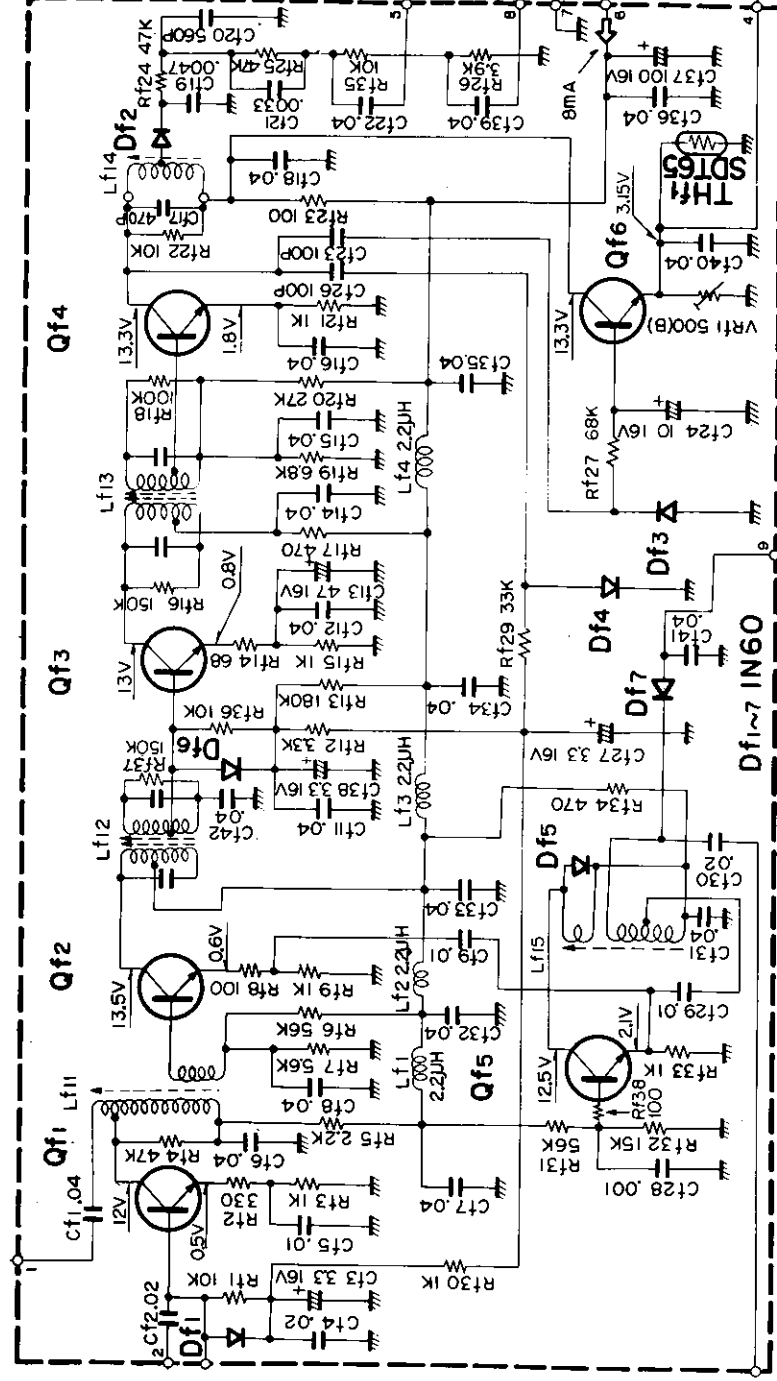 1
2
Cf1 .04
Cf2 .02
Df1
Qf1
12V
0.5V
Rf1 10K
Cf3 3.3 16V
Cf4 .02
Rf2 330
Rf3 1K
Cf5 .01
Rf4 47K
Cf6 .04
Rf5 2.2K
Cf7 .04
Rf30 1K
Lf11
Qf2
13.5V
0.6V
Rf8 100
Rf9 1K
Rf6 56K
Rf7 5.6K
Cf8 .04
Lf1 2.2μH
Lf2 2.2μH
Cf32 .04
Cf9 .01
Cf33 .04
Lf12
Rf37 150K
Cf42 .04
Df6
Rf36 10K
Cf38 3.3 16V
Cf11 .04
Rf12 3.3K
Rf13 180K
Lf3 2.2μH
Cf34 .04
Qf3
13V
0.8V
Rf14 68
Rf15 1K
Cf12 .04
Cf13 47 16V
Rf16 150K
Lf13
Rf17 470
Cf14 .04
Rf19 6.8K
Cf15 .04
Rf18 100K
Rf20 27K
Lf4 2.2μH
Cf35 .04
Qf4
13.3V
1.8V
Cf16 .04
Rf21 1K
Cf26 100P
Cf23 100P
Rf22 10K
Cf17 470P
Rf23 100
Cf18 .04
Lf14
Df2
Rf24 47K
Cf19 .0047
Cf20 560P
Rf25 47K
Cf21 .0033
Rf35 10K
Cf22 .04
Rf26 3.9K
Cf39 .04
5
8
7
6
4
8mA
Cf37 100 16V
Cf36 .04
THf1
SDT65
3.15V
Qf6
13.3V
Cf40 .04
VRf1 500(B)
Cf24 10 16V
Rf27 68K
Df3
Df4
Rf29 33K
Cf27 3.3 16V
Df7
Cf41 .04
9
Df1~7 1N60
Rf34 470
Df5
Lf15
Cf30 .02
Cf31 .04
Cf29 .01
Qf5
12.5V
2.1V
Rf33 1K
Rf38 100
Rf31 56K
Rf32 15K
Cf28 .001